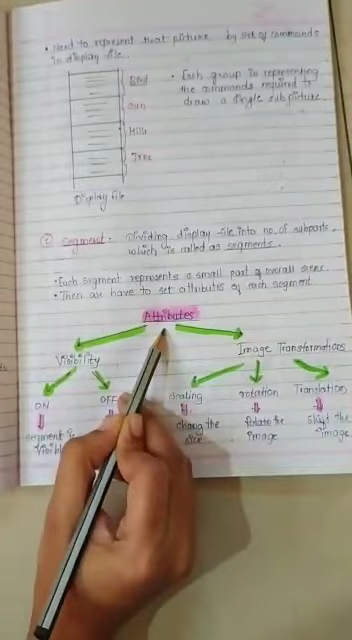 • Need to represent that picture by set of commands
in display file.
Bird
Sun
Hills
Tree
• Each group is representing
the commands required to
draw a single subpicture.
Display file
② Segment: Dividing display file into no. of subparts,
which is called as segments.
• Each segment represents a small part of overall scene.
• Then we have to set attributes of each segment
Attributes
Visibility
Image Transformations
ON
OFF
scaling
rotation
Translation
segment is
visible
change the
size
Rotate the
image
Shift the
image